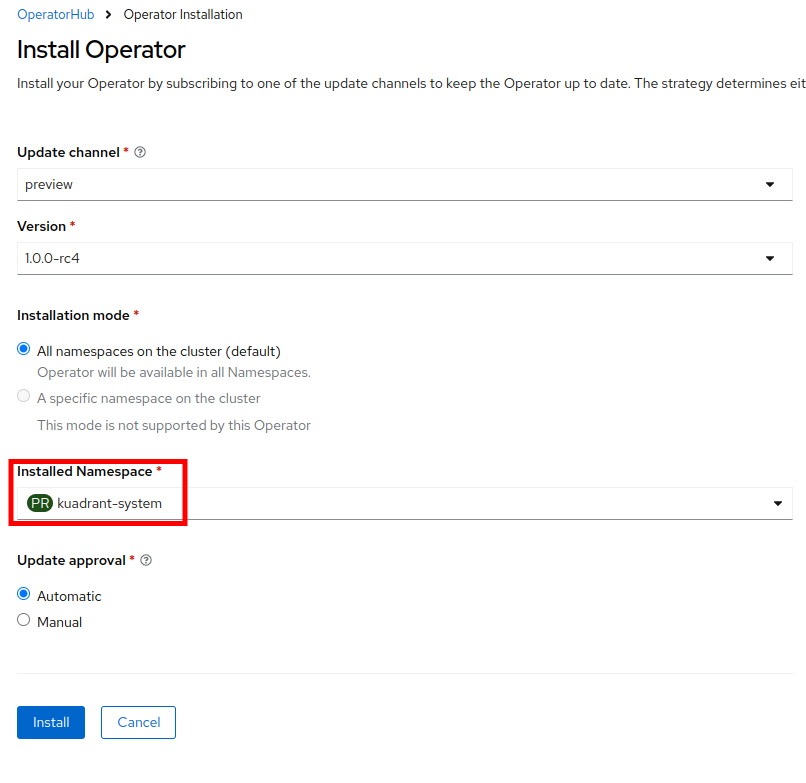 OperatorHub > Operator Installation
Install Operator
Install your Operator by subscribing to one of the update channels to keep the Operator up to date. The strategy determines eit
Update channel *
preview
Version *
1.0.0-rc4
Installation mode *
All namespaces on the cluster (default)
Operator will be available in all Namespaces.
A specific namespace on the cluster
This mode is not supported by this Operator
Installed Namespace *
PR kuadrant-system
Update approval *
Automatic
Manual
Install Cancel